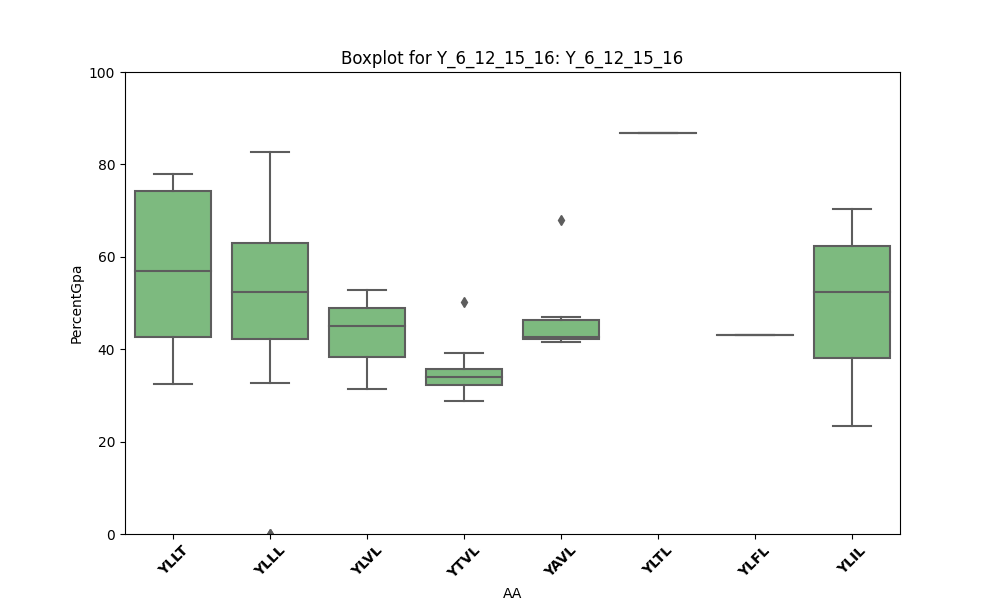 Boxplot for Y_6_12_15_16: Y_6_12_15_16
100
80
60
40
20
0
PercentGpa
YLLT
YLLL
YLVL
YTVL
YAVL
YLTL
YLFL
YLIL
AA